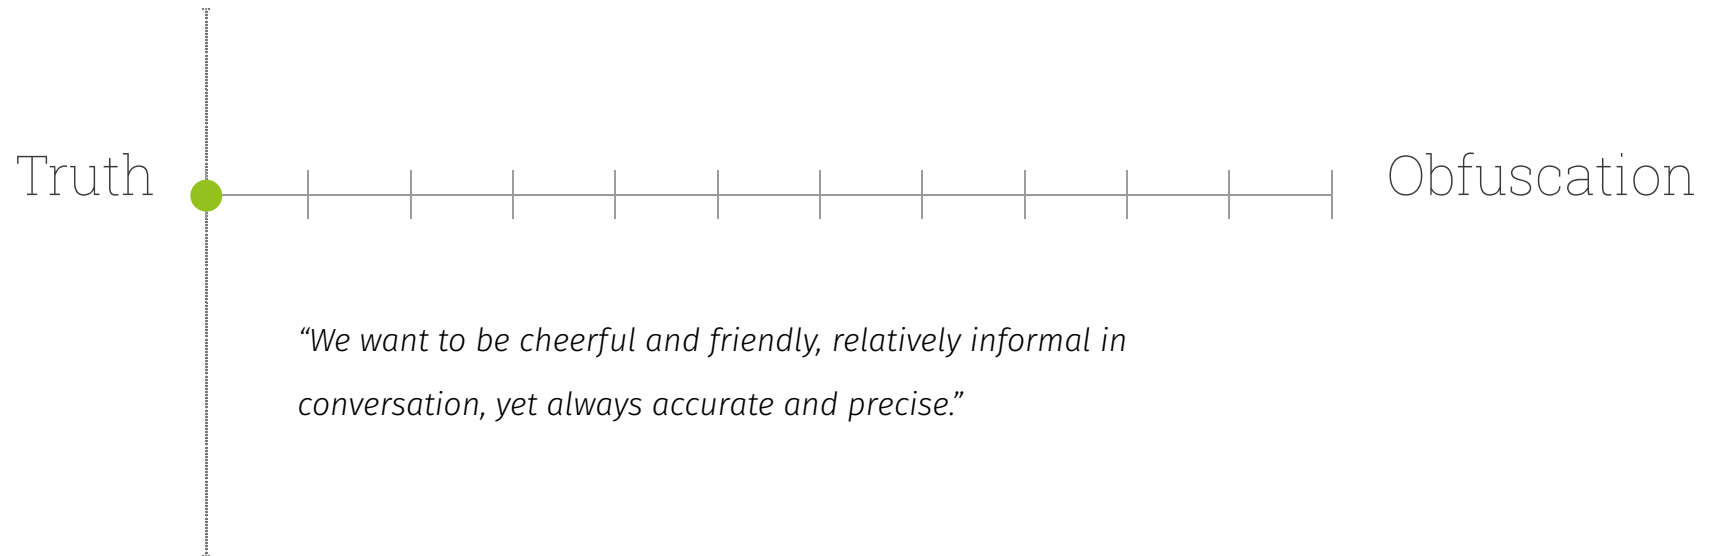 Truth
Obfuscation
“We want to be cheerful and friendly, relatively informal in
conversation, yet always accurate and precise.”